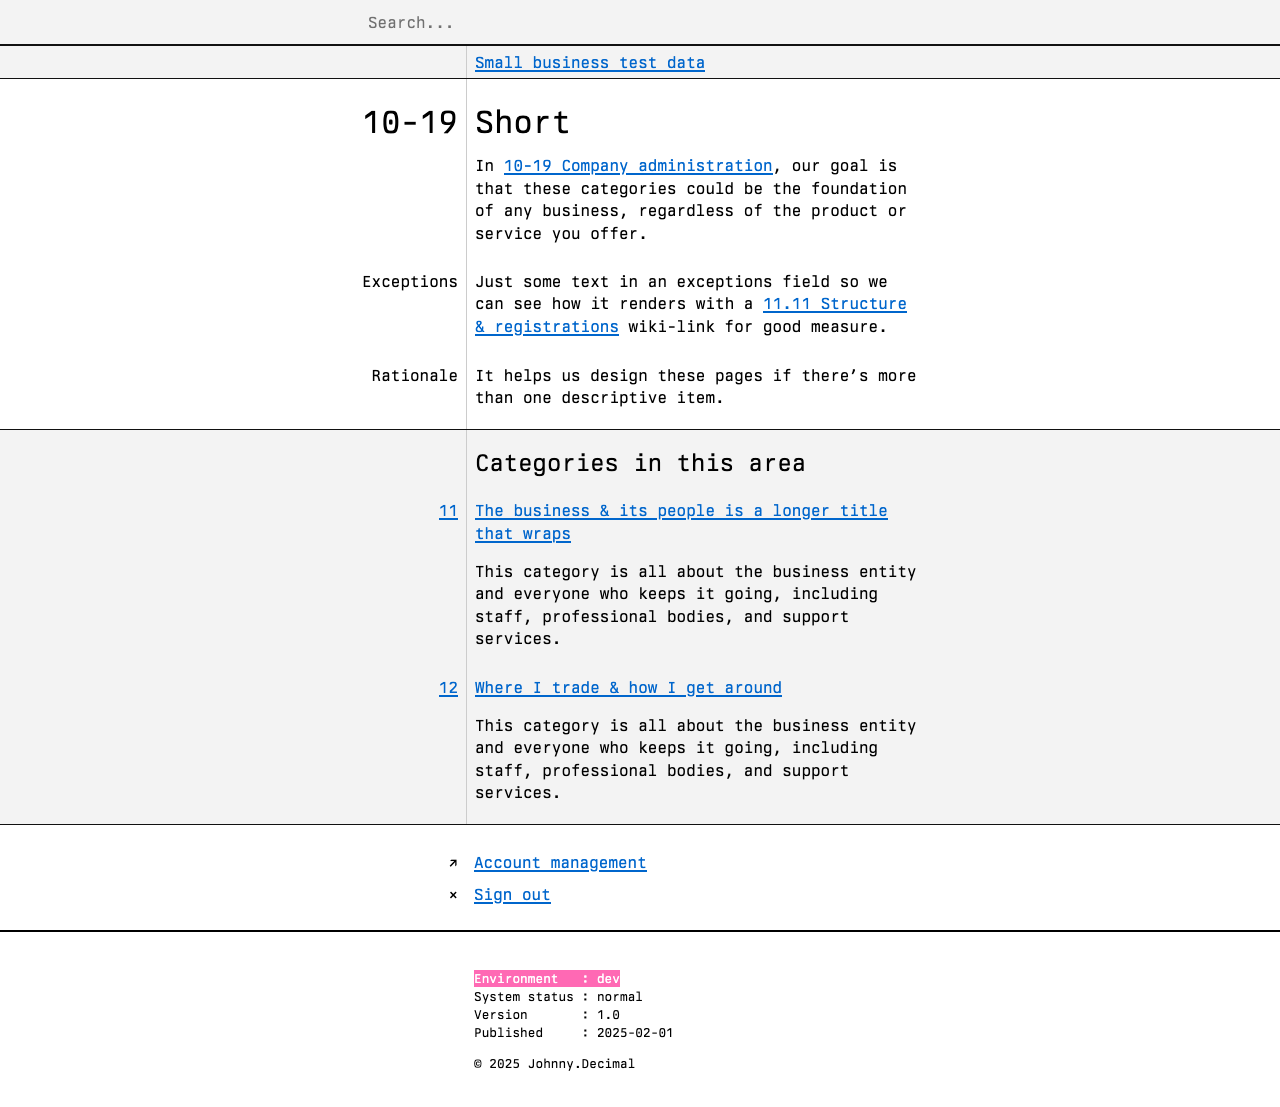 Search...
Small business test data
10-19 Short
In 10-19 Company administration, our goal is
that these categories could be the foundation
of any business, regardless of the product or
service you offer.
Exceptions Just some text in an exceptions field so we
can see how it renders with a 11.11 Structure
& registrations wiki-link for good measure.
Rationale It helps us design these pages if there’s more
than one descriptive item.
Categories in this area
11 The business & its people is a longer title
that wraps
This category is all about the business entity
and everyone who keeps it going, including
staff, professional bodies, and support
services.
12 Where I trade & how I get around
This category is all about the business entity
and everyone who keeps it going, including
staff, professional bodies, and support
services.
↗ Account management
× Sign out
Environment   : dev
System status : normal
Version       : 1.0
Published     : 2025-02-01
© 2025 Johnny.Decimal